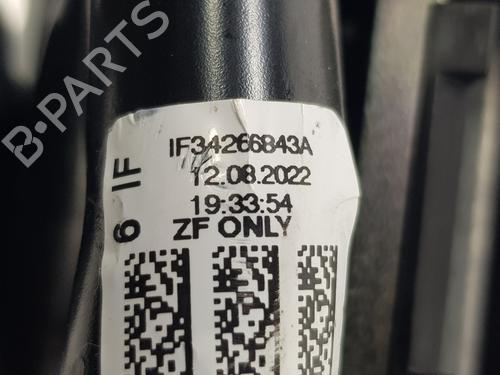 B-PARTS
IF34266843A
12.08.2022
19:33:54
ZF ONLY
6 IF